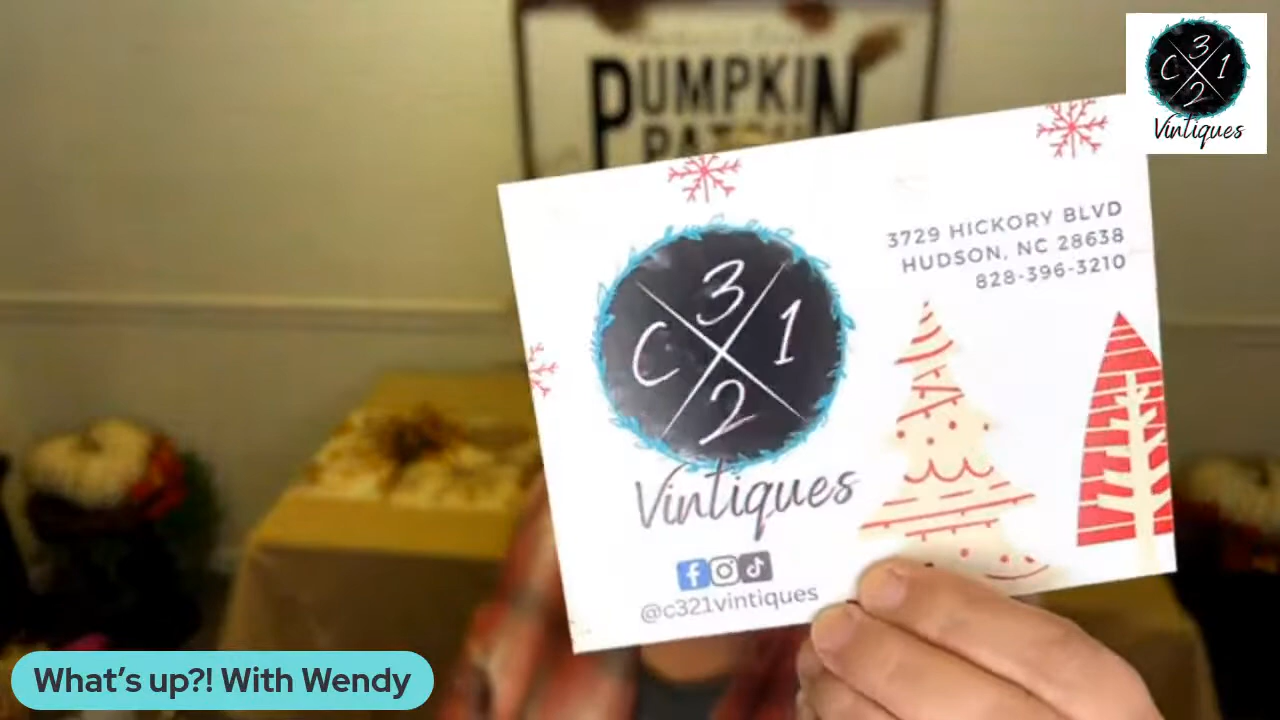 PUMPKIN
PATCH
3
C 1
2
Vintiques
3729 HICKORY BLVD
HUDSON, NC 28638
828-396-3210
3
C 1
2
Vintiques
@c321vintiques
What's up?! With Wendy